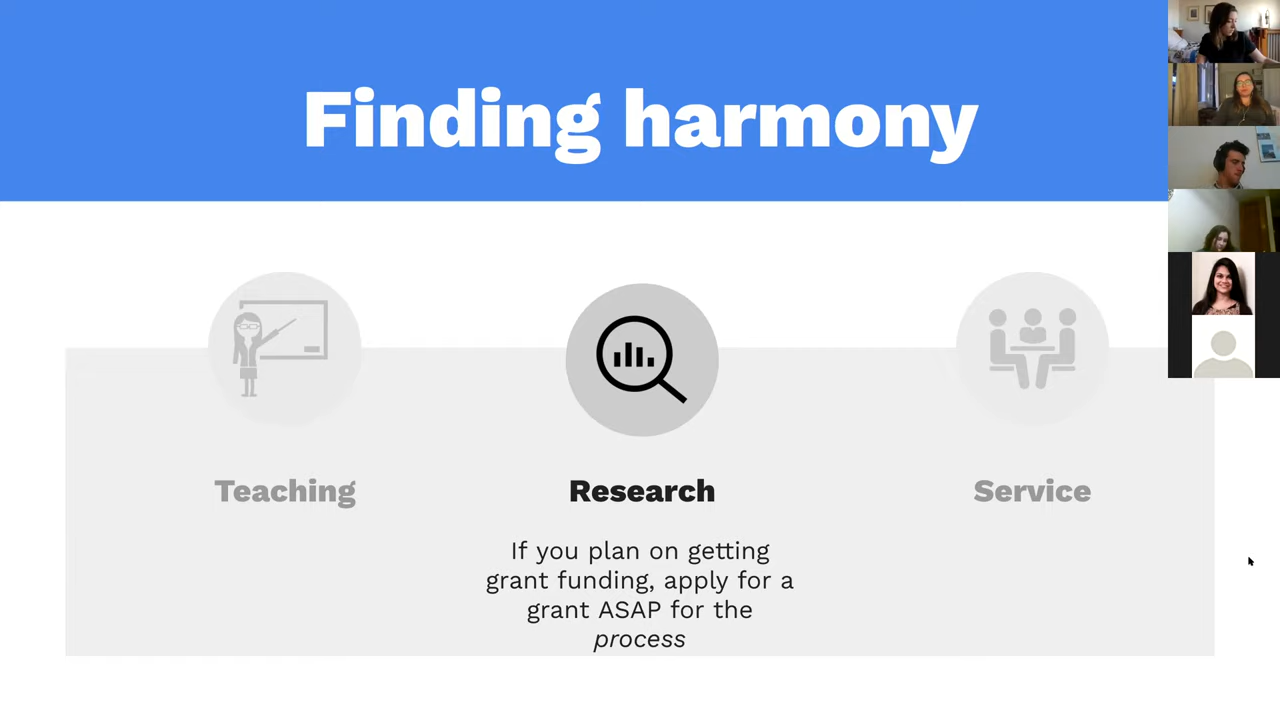 Finding harmony
Teaching
Research
Service
If you plan on getting
grant funding, apply for a
grant ASAP for the
process